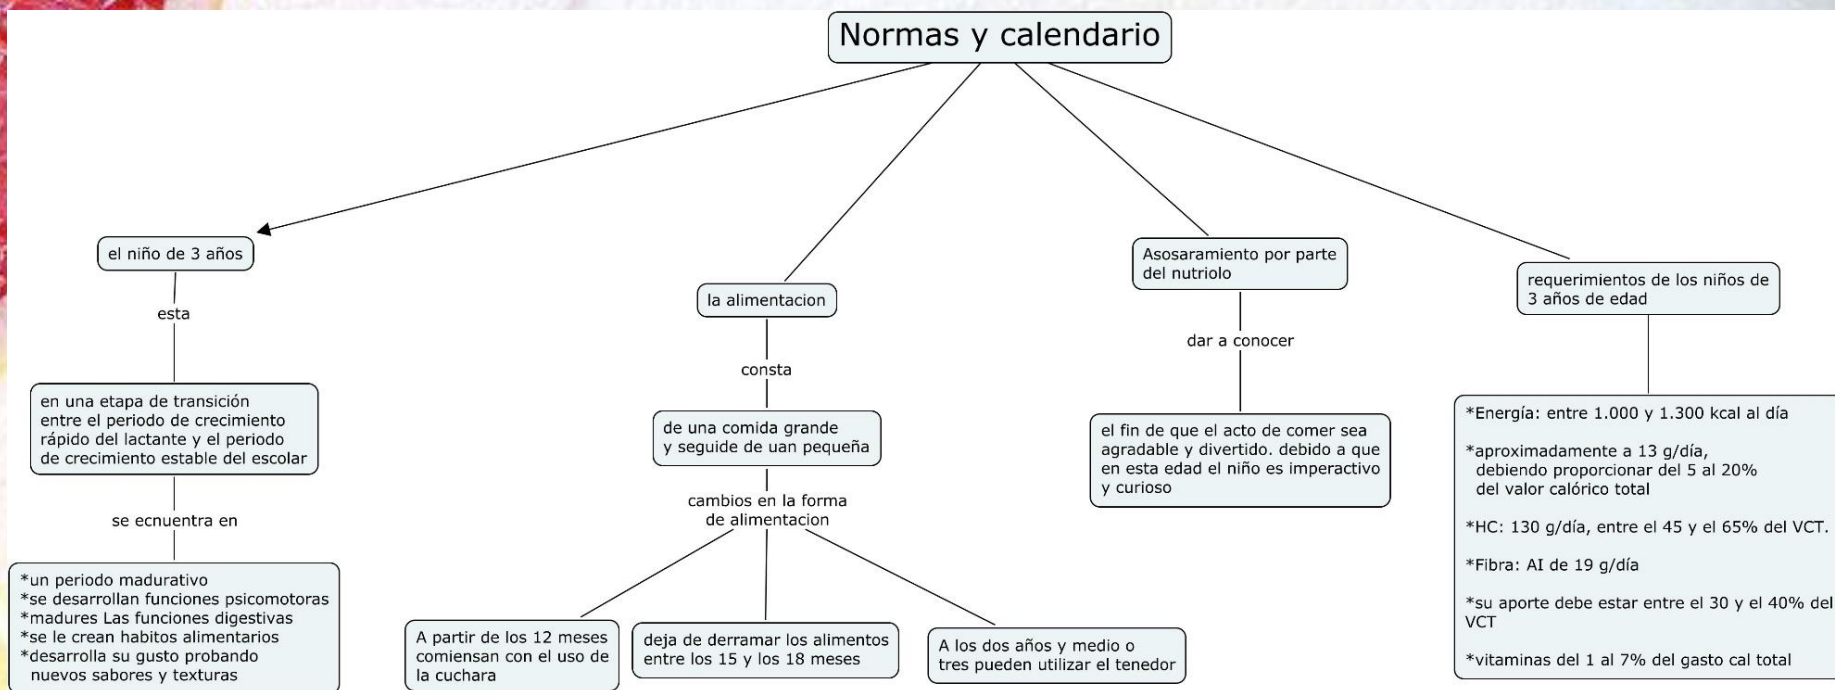 Normas y calendario
el niño de 3 años
esta
en una etapa de transición
entre el periodo de crecimiento
rápido del lactante y el periodo
de crecimiento estable del escolar
se ecnuentra en
*un periodo madurativo
*se desarrollan funciones psicomotoras
*madures Las funciones digestivas
*se le crean habitos alimentarios
*desarrolla su gusto probando
nuevos sabores y texturas
la alimentacion
consta
de una comida grande
y seguide de uan pequeña
cambios en la forma
de alimentacion
A partir de los 12 meses
comiensan con el uso de
la cuchara
deja de derramar los alimentos
entre los 15 y los 18 meses
A los dos años y medio o
tres pueden utilizar el tenedor
Asosaramiento por parte
del nutriolo
dar a conocer
el fin de que el acto de comer sea
agradable y divertido. debido a que
en esta edad el niño es imperactivo
y curioso
requerimientos de los niños de
3 años de edad
*Energía: entre 1.000 y 1.300 kcal al día
*aproximadamente a 13 g/día,
debiendo proporcionar del 5 al 20%
del valor calórico total
*HC: 130 g/día, entre el 45 y el 65% del VCT.
*Fibra: AI de 19 g/día
*su aporte debe estar entre el 30 y el 40% del
VCT
*vitaminas del 1 al 7% del gasto cal total